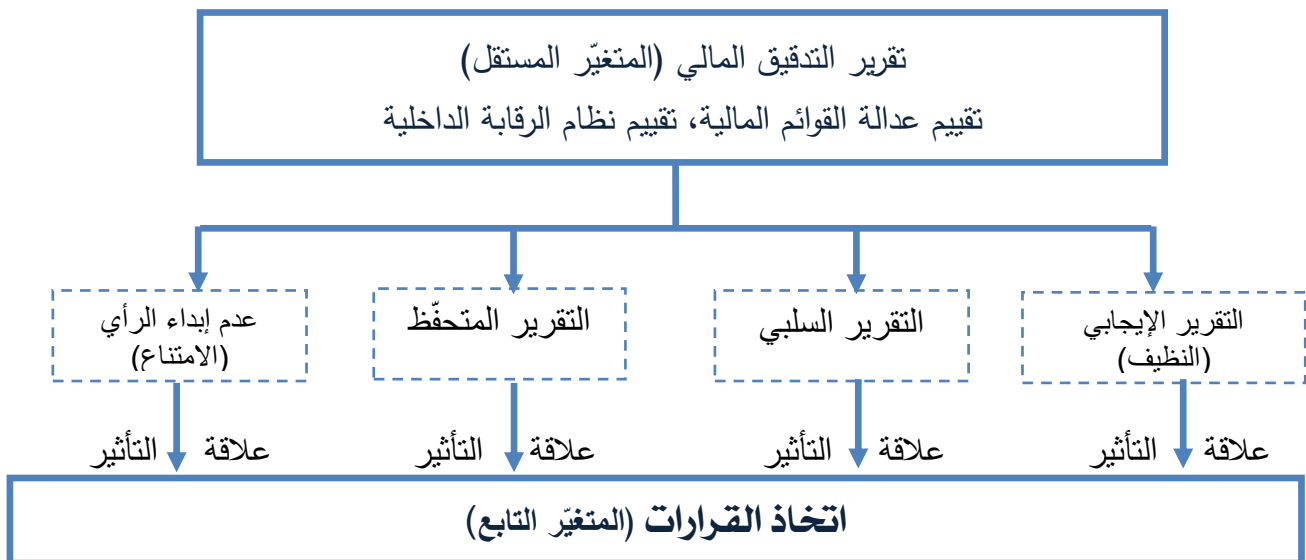 تقرير التدقيق المالي (المتغيّر المستقل)
تقييم عدالة القوائم المالية، تقييم نظام الرقابة الداخلية
التقرير الإيجابي
(النظيف)
التقرير السلبي
التقرير المتحفّظ
عدم إبداء الرأي
(الامتناع)
علاقة التأثير
علاقة التأثير
علاقة التأثير
علاقة التأثير
اتخاذ القرارات (المتغيّر التابع)